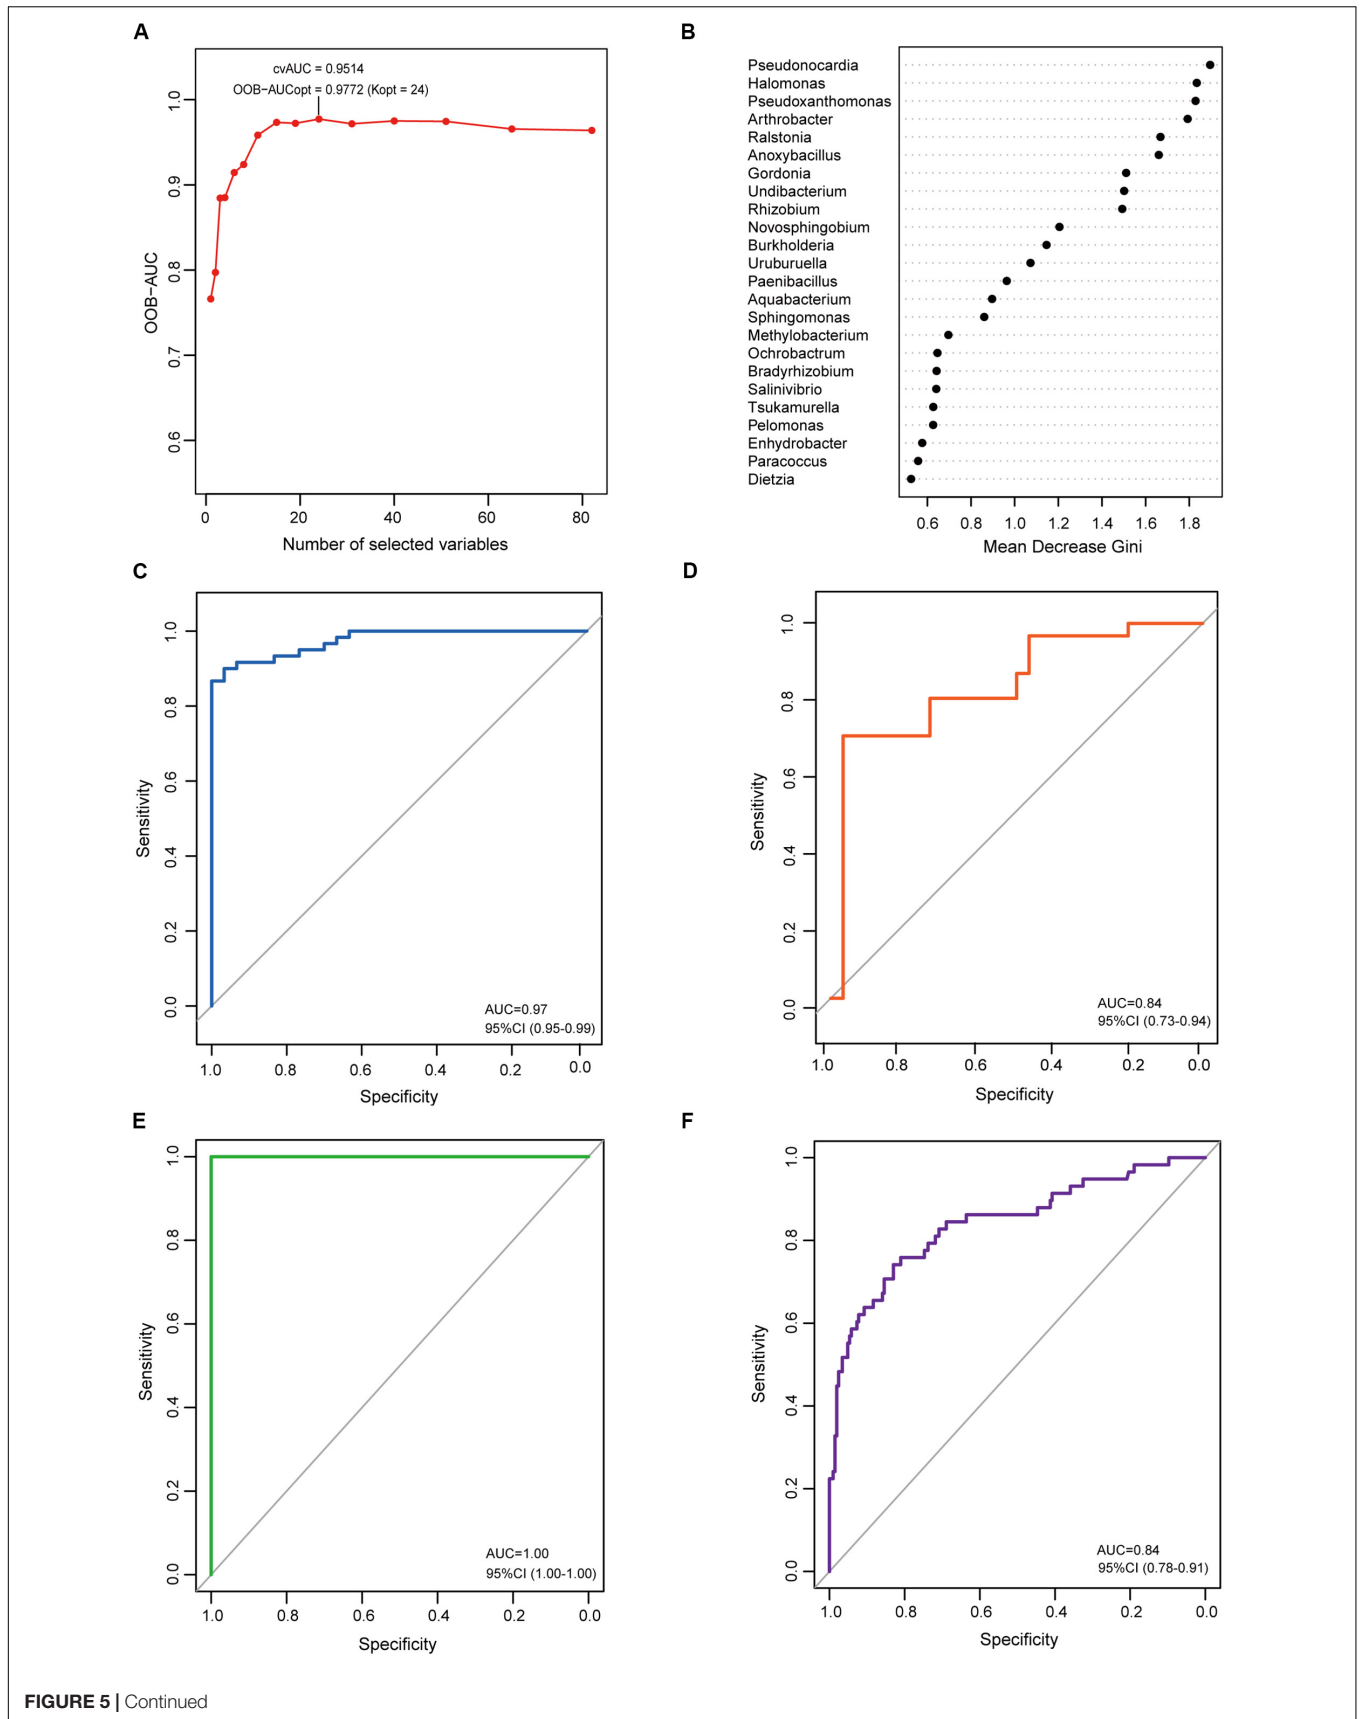 A
cvAUC = 0.9514
OOB−AUCopt = 0.9772 (Kopt = 24)
OOB−AUC
1.0
0.9
0.8
0.7
0.6
0 20 40 60 80
Number of selected variables
B
Pseudonocardia
Halomonas
Pseudoxanthomonas
Arthrobacter
Ralstonia
Anoxybacillus
Gordonia
Undibacterium
Rhizobium
Novosphingobium
Burkholderia
Uruburuella
Paenibacillus
Aquabacterium
Sphingomonas
Methylobacterium
Ochrobactrum
Bradyrhizobium
Salinivibrio
Tsukamurella
Pelomonas
Enhydrobacter
Paracoccus
Dietzia
0.6 0.8 1.0 1.2 1.4 1.6 1.8
Mean Decrease Gini
C
Sensitivity
1.0
0.8
0.6
0.4
0.2
0.0
AUC=0.97
95%CI (0.95-0.99)
1.0 0.8 0.6 0.4 0.2 0.0
Specificity
D
Sensitivity
1.0
0.8
0.6
0.4
0.2
0.0
AUC=0.84
95%CI (0.73-0.94)
1.0 0.8 0.6 0.4 0.2 0.0
Specificity
E
Sensitivity
1.0
0.8
0.6
0.4
0.2
0.0
AUC=1.00
95%CI (1.00-1.00)
1.0 0.8 0.6 0.4 0.2 0.0
Specificity
F
Sensitivity
1.0
0.8
0.6
0.4
0.2
0.0
AUC=0.84
95%CI (0.78-0.91)
1.0 0.8 0.6 0.4 0.2 0.0
Specificity
FIGURE 5 | Continued